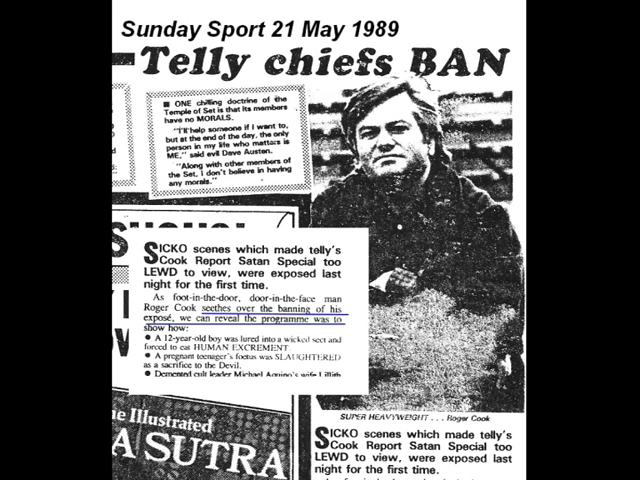 Sunday Sport 21 May 1989
Telly chiefs BAN
■ ONE chilling doctrine of the
Temple of Set is that its members
have no MORALS.
"I'll help someone if I want to,
but at the end of the day, the only
person in my life who matters is
ME," said evil Dave Austen.
"Along with other members of
the Set, I don't believe in having
any morals."
SICKO scenes which made telly's
Cook Report Satan Special too
LEWD to view, were exposed last
night for the first time.
As foot-in-the-door, door-in-the-face man
Roger Cook seethes over the banning of his
exposé, we can reveal the programme was to
show how:
● A 12-year-old boy was lured into a wicked sect and
forced to eat HUMAN EXCREMENT.
● A pregnant teenager's foetus was SLAUGHTERED
as a sacrifice to the Devil.
● Demented cult leader Michael Aquino's wife Lillith
he Illustrated
A SUTRA
SUPER HEAVYWEIGHT . . . Roger Cook
SICKO scenes which made telly's
Cook Report Satan Special too
LEWD to view, were exposed last
night for the first time.